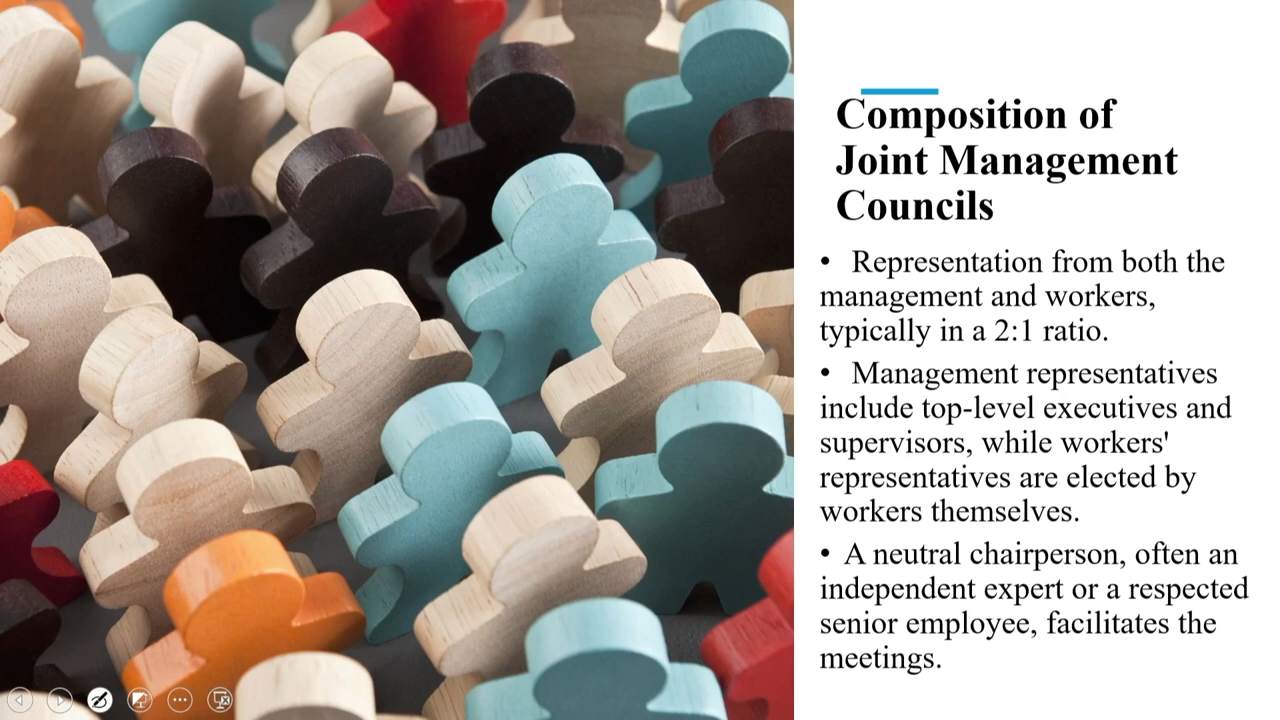 Composition of
Joint Management
Councils
• Representation from both the
management and workers,
typically in a 2:1 ratio.
• Management representatives
include top-level executives and
supervisors, while workers'
representatives are elected by
workers themselves.
• A neutral chairperson, often an
independent expert or a respected
senior employee, facilitates the
meetings.